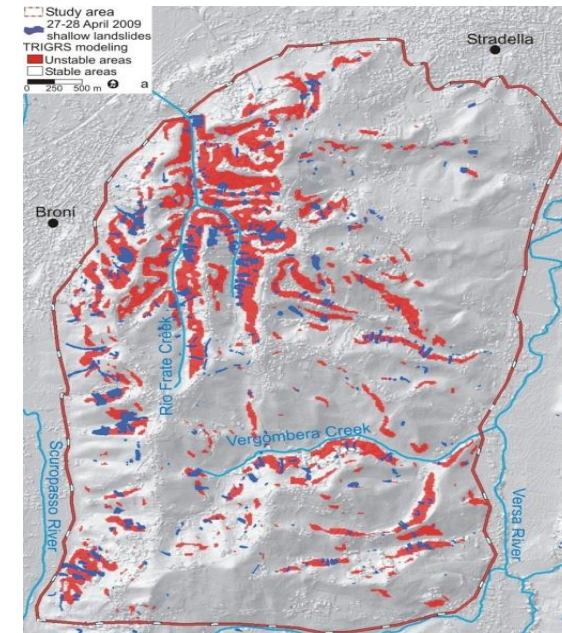 Study area
27-28 April 2009
shallow landslides
TRIGRS modeling
Unstable areas
Stable areas
a
0 250 500 m
Stradella
Broni
Rio Frate Creek
Vergombera Creek
Scuropasso River
Versa River